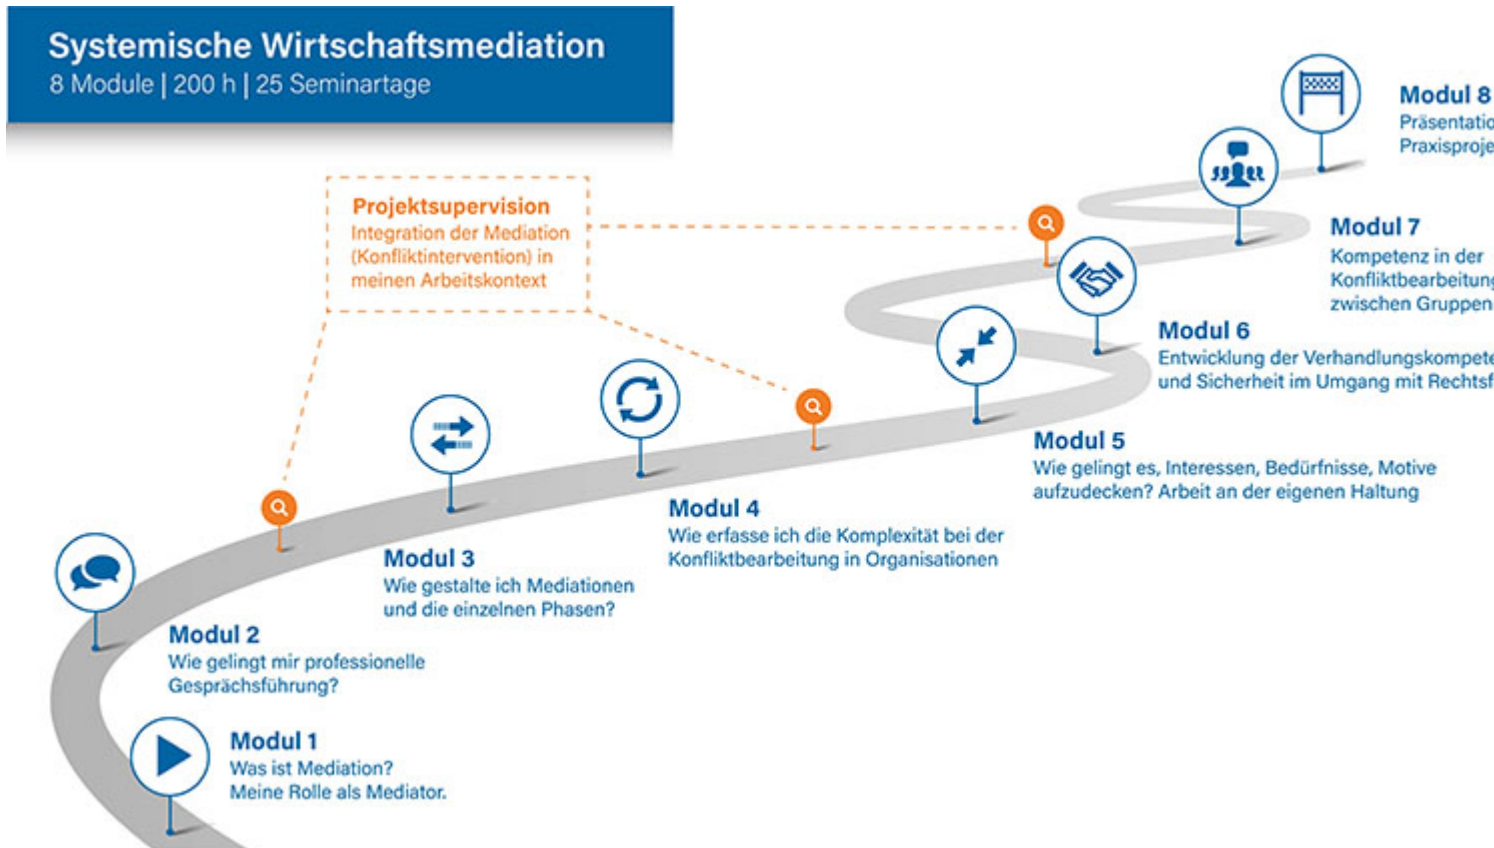 Systemische Wirtschaftsmediation
8 Module | 200 h | 25 Seminartage
Projektsupervision
Integration der Mediation
(Konfliktintervention) in
meinen Arbeitskontext
Modul 8
Modul 7
Kompetenz in der
Konfliktbearbeitung
zwischen Gruppen
Modul 6
Entwicklung der
und Sicherheit im Umgang mit
Modul 5
Wie gelingt es, Interessen, Bedürfnisse, Motive
aufzudecken? Arbeit an der eigenen Haltung
Modul 4
Wie erfasse ich die Komplexität bei der
Konfliktbearbeitung in Organisationen
Modul 3
Wie gestalte ich Mediationen
und die einzelnen Phasen?
Modul 2
Wie gelingt mir professionelle
Gesprächsführung?
Modul 1
Was ist Mediation?
Meine Rolle als Mediator.